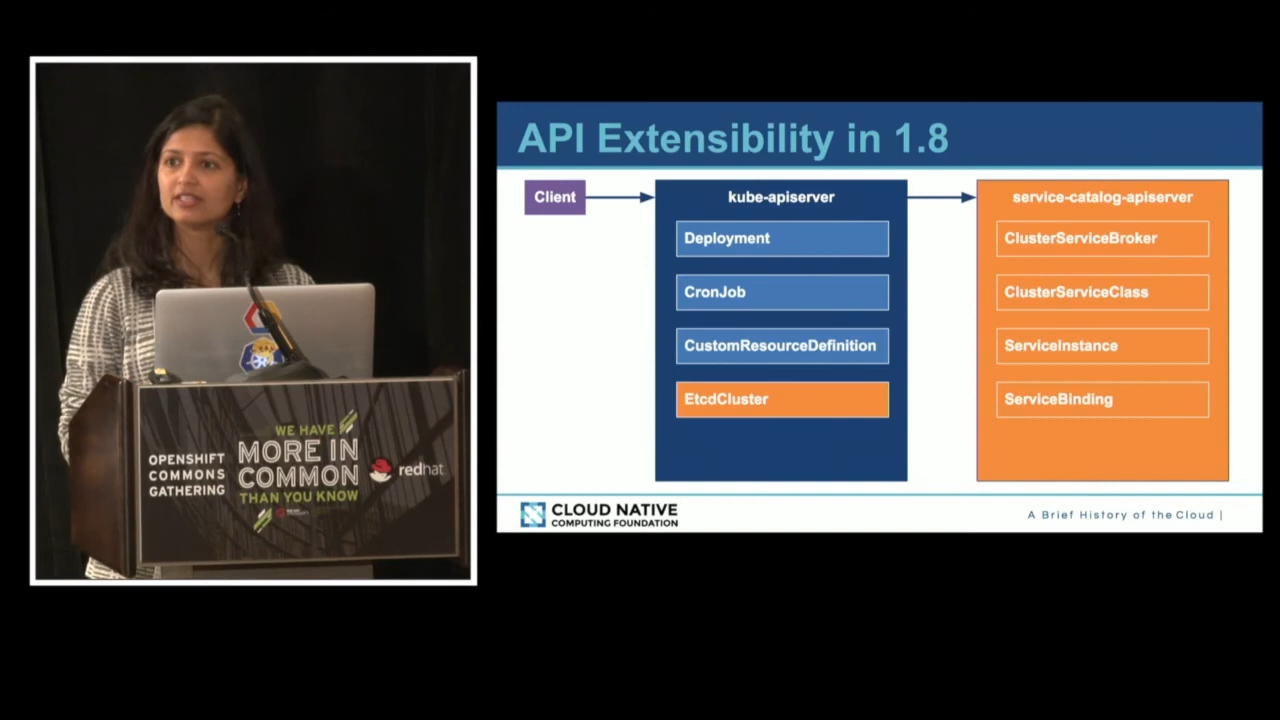 OPENSHIFT
COMMONS
GATHERING
WE HAVE
MORE IN
COMMON
THAN YOU KNOW
redhat
API Extensibility in 1.8
Client
kube-apiserver
Deployment
CronJob
CustomResourceDefinition
EtcdCluster
service-catalog-apiserver
ClusterServiceBroker
ClusterServiceClass
ServiceInstance
ServiceBinding
CLOUD NATIVE
COMPUTING FOUNDATION
A Brief History of the Cloud |